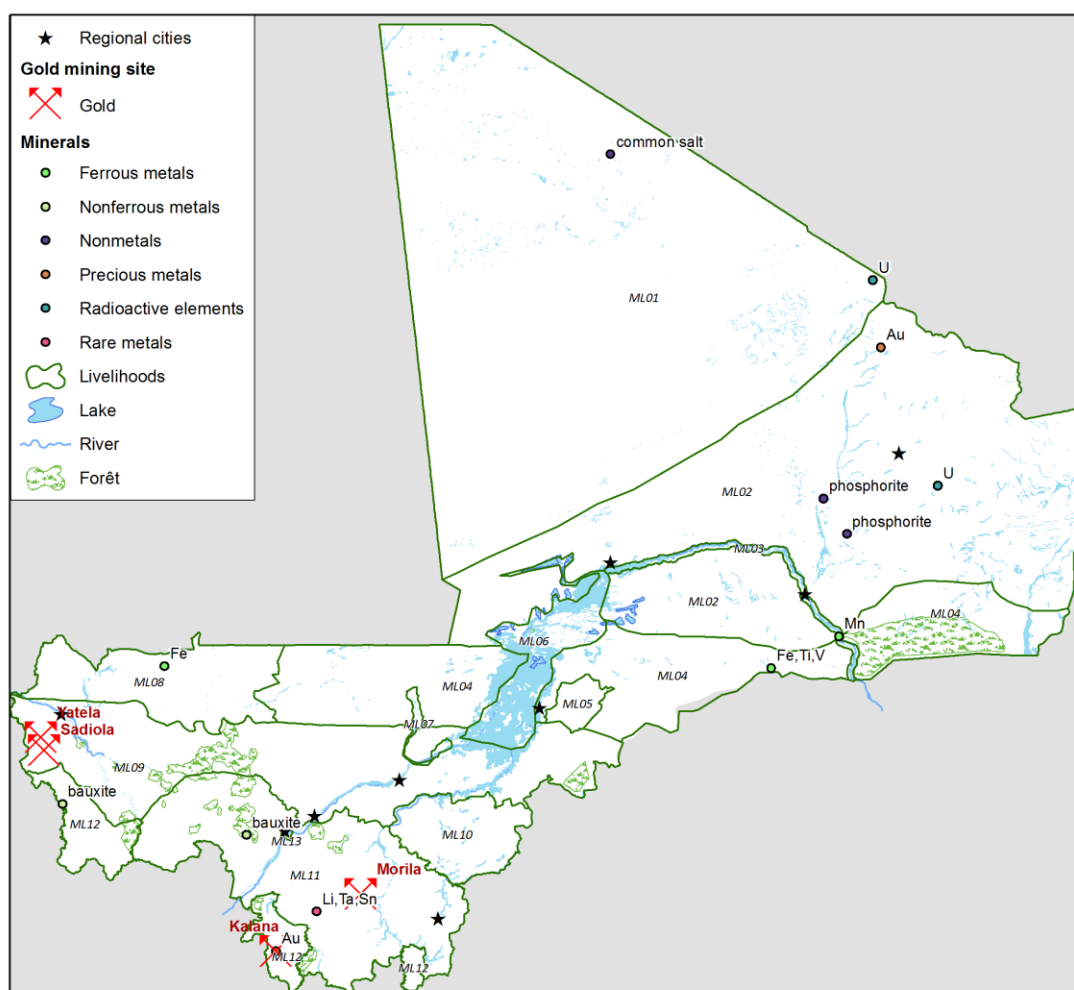 Regional cities
Gold mining site
Gold
Minerals
Ferrous metals
Nonferrous metals
Nonmetals
Precious metals
Radioactive elements
Rare metals
Livelihoods
Lake
River
Forêt
common salt
U
ML01
Au
U
phosphorite
ML02
phosphorite
ML03
ML02
ML04
Mn
ML06
Fe
Fe,Ti,V
ML08
ML04
ML04
ML05
Yatela
ML07
Sadiola
ML09
bauxite
bauxite
ML12
ML10
ML13
Morila
ML11
Li,Ta,Sn
Kalana
Au
ML12
ML12